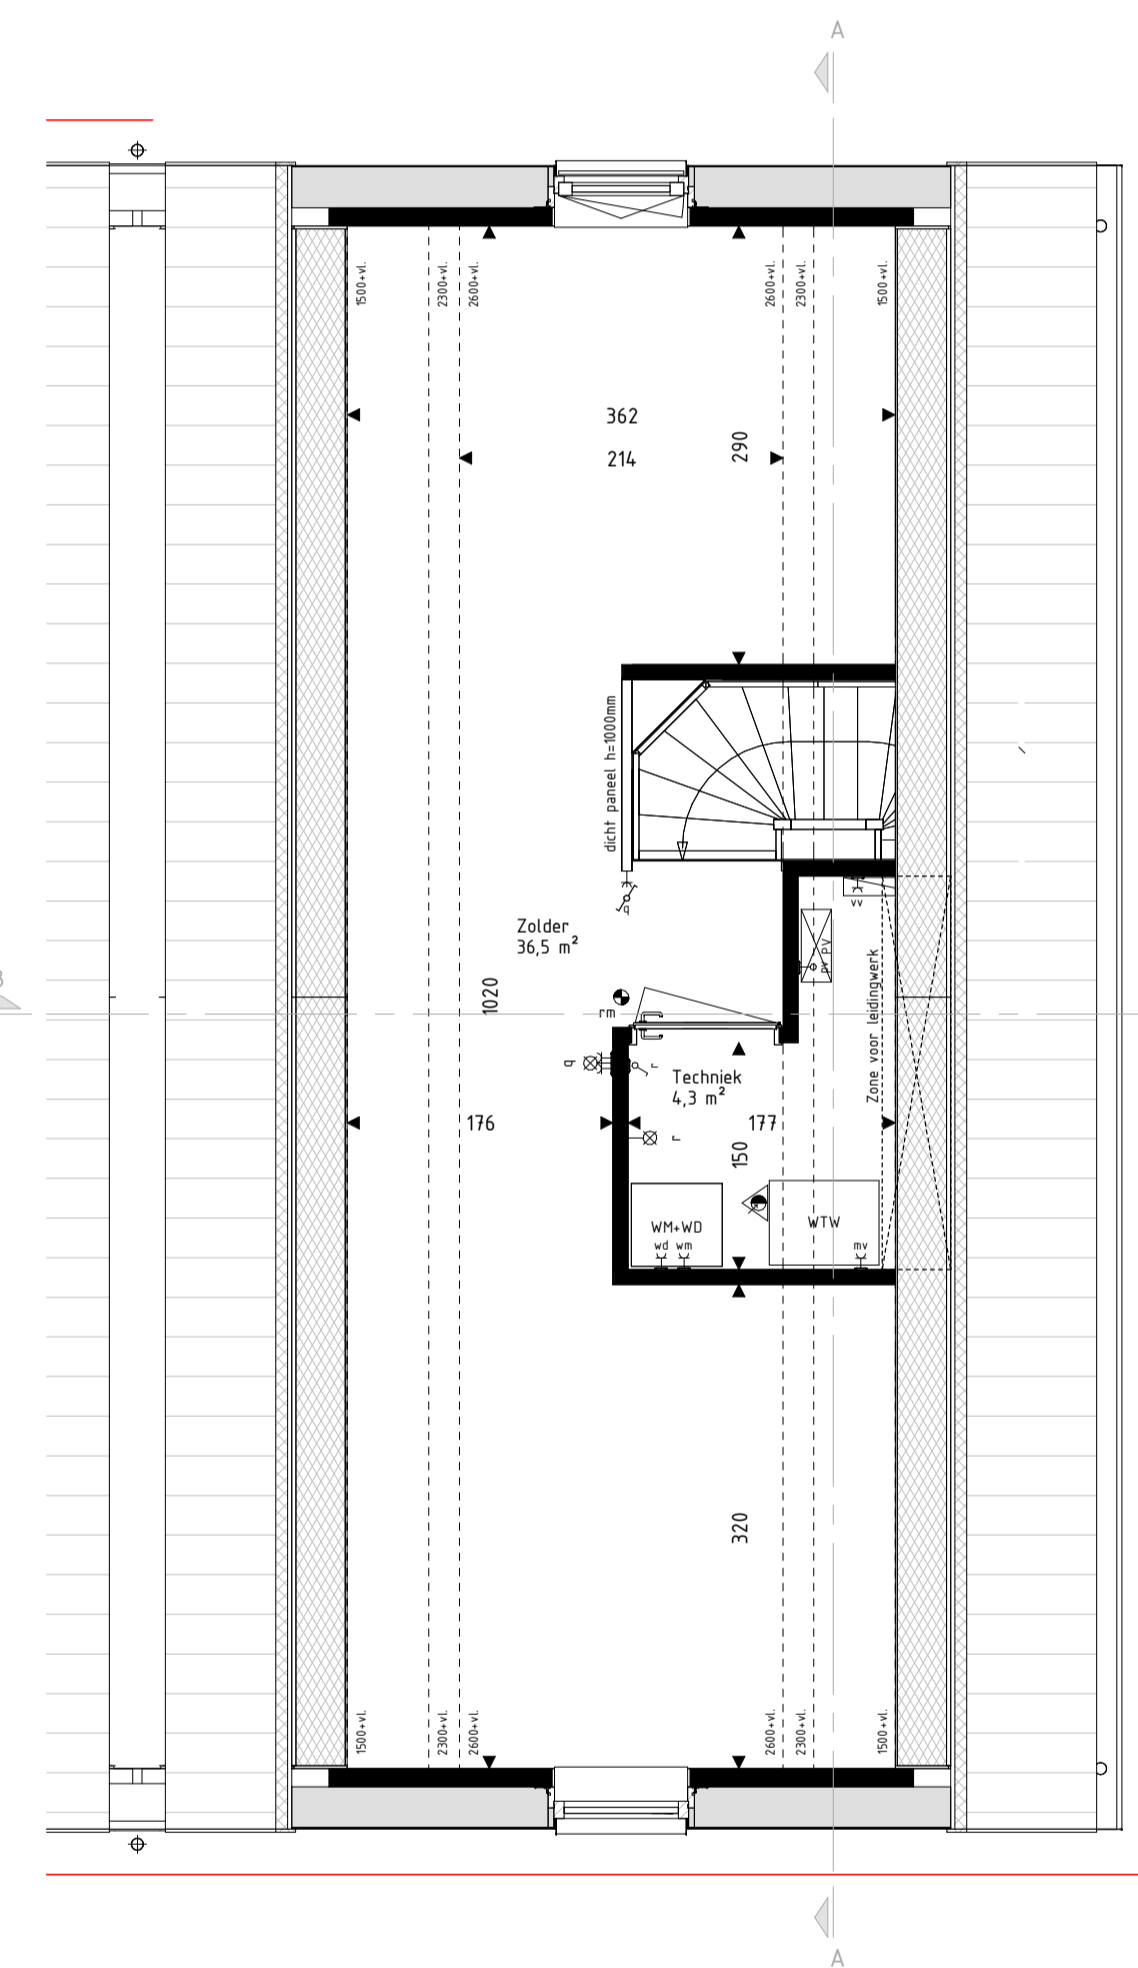 A
1500+vl.
2300+vl.
2600+vl.
2600+vl.
2300+vl.
1500+vl.
362
290
214
dicht paneel h=1000mm
q
vv
Zolder
36,5 m²
pv PV
Zone voor leidingwerk
B
1020
rm
q
r
Techniek
4,3 m²
176
177
r
150
WM+WD
WTW
wd
wm
mv
320
1500+vl.
2300+vl.
2600+vl.
2600+vl.
2300+vl.
1500+vl.
A